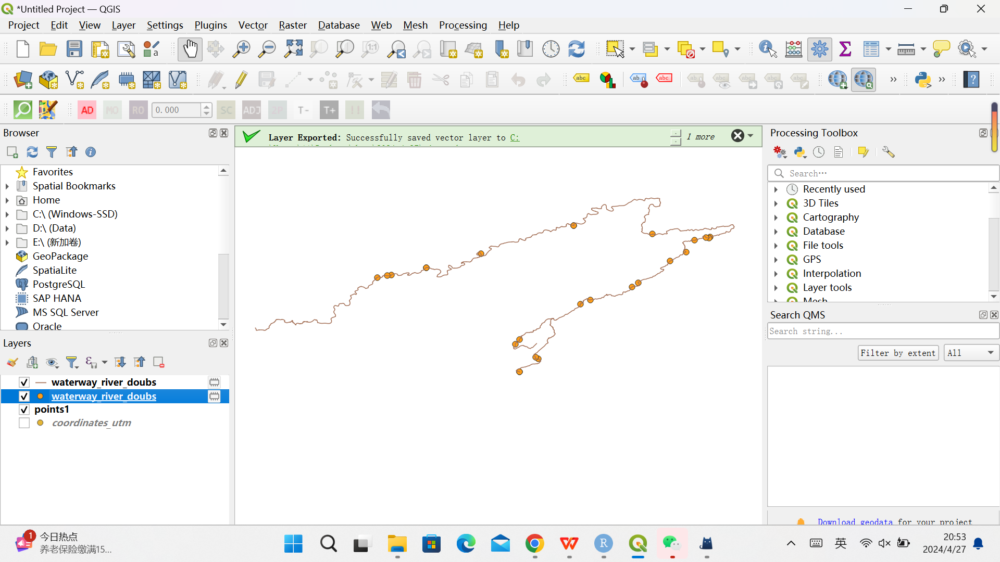 *Untitled Project — QGIS
Project Edit View Layer Settings Plugins Vector Raster Database Web Mesh Processing Help
AD MO RO 0.000 SC ADJ 2P T- T+ !!
Browser
Layer Exported: Successfully saved vector layer to C:
1 more
Processing Toolbox
Search…
Favorites
Spatial Bookmarks
Home
C:\ (Windows-SSD)
D:\ (Data)
E:\ (新加卷)
GeoPackage
SpatiaLite
PostgreSQL
SAP HANA
MS SQL Server
Oracle
Recently used
3D Tiles
Cartography
Database
File tools
GPS
Interpolation
Layer tools
Mesh
Search QMS
Search string...
Filter by extent
All
Layers
waterway_river_doubs
waterway_river_doubs
points1
coordinates_utm
Download geodata for your project
1
今日热点
养老保险缴满15...
英
20:53
2024/4/27